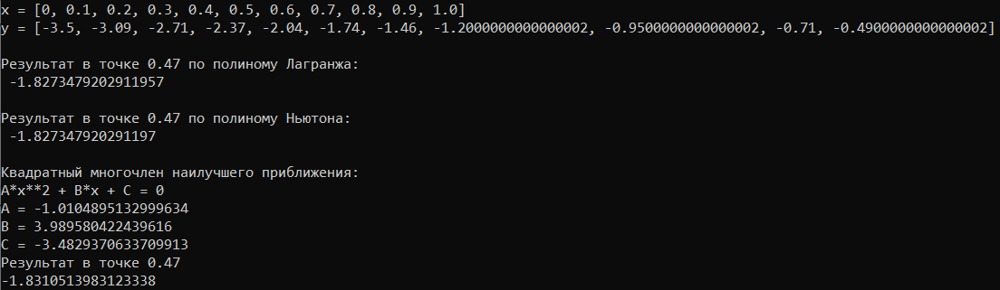 x = [0, 0.1, 0.2, 0.3, 0.4, 0.5, 0.6, 0.7, 0.8, 0.9, 1.0]
y = [-3.5, -3.09, -2.71, -2.37, -2.04, -1.74, -1.46, -1.2000000000000002, -0.9500000000000002, -0.71, -0.4900000000000002]
Результат в точке 0.47 по полиному Лагранжа:
-1.8273479202911957
Результат в точке 0.47 по полиному Ньютона:
-1.827347920291197
Квадратный многочлен наилучшего приближения:
A*x**2 + B*x + C = 0
A = -1.0104895132999634
B = 3.989580422439616
C = -3.4829370633709913
Результат в точке 0.47
-1.8310513983123338